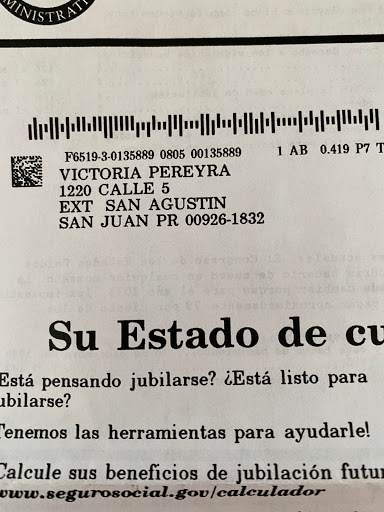 MINISTRATI
F6519-3-0135889 0805 00135889 1 AB 0.419 P7 T
VICTORIA PEREYRA
1220 CALLE 5
EXT SAN AGUSTIN
SAN JUAN PR 00926-1832
Su Estado de cu
Está pensando jubilarse? ¿Está listo para
ubilarse?
Tenemos las herramientas para ayudarle!
Calcule sus beneficios de jubilación futur
www.segurosocial.gov/calculador